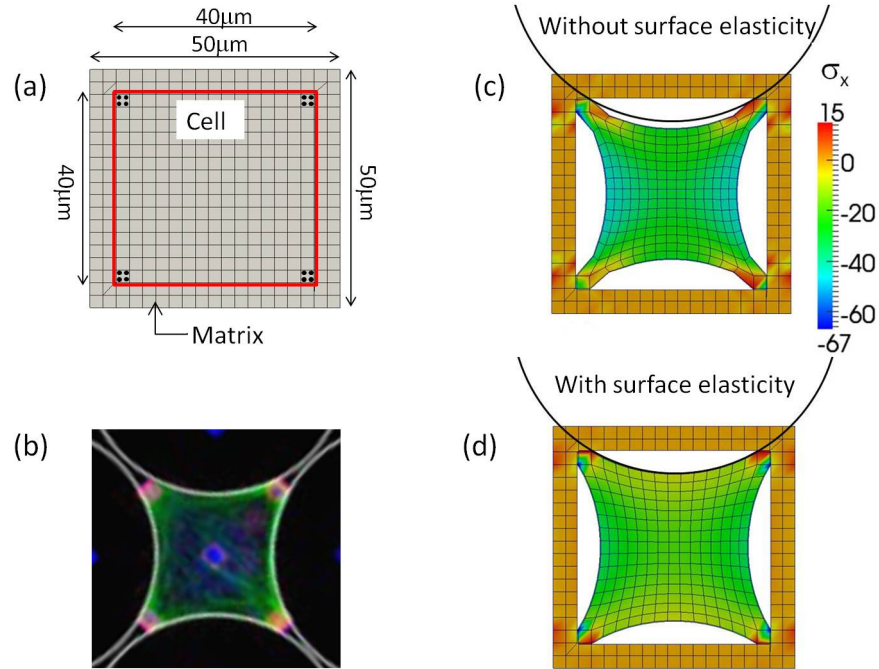 40μm
50μm
(a)
Cell
40μm
50μm
Matrix
(b)
Without surface elasticity
(c)
σx
15
0
-20
-40
-60
-67
With surface elasticity
(d)